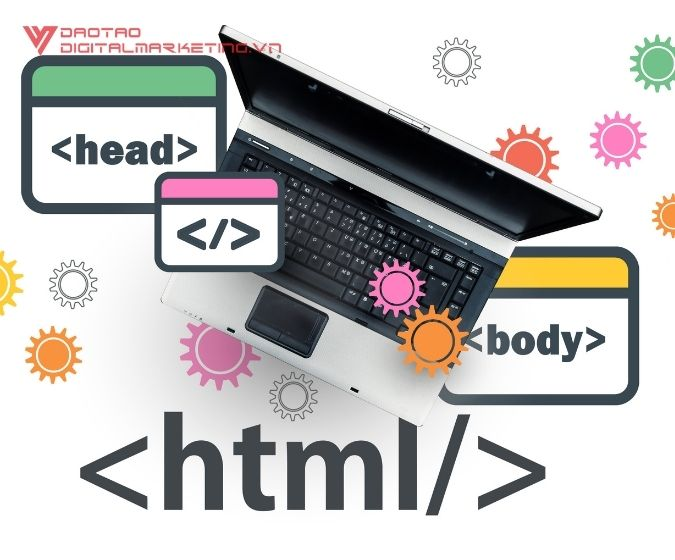 DAOTAO
DIGITALMARKETING.VN
<head>
</>
<body>
<html/>